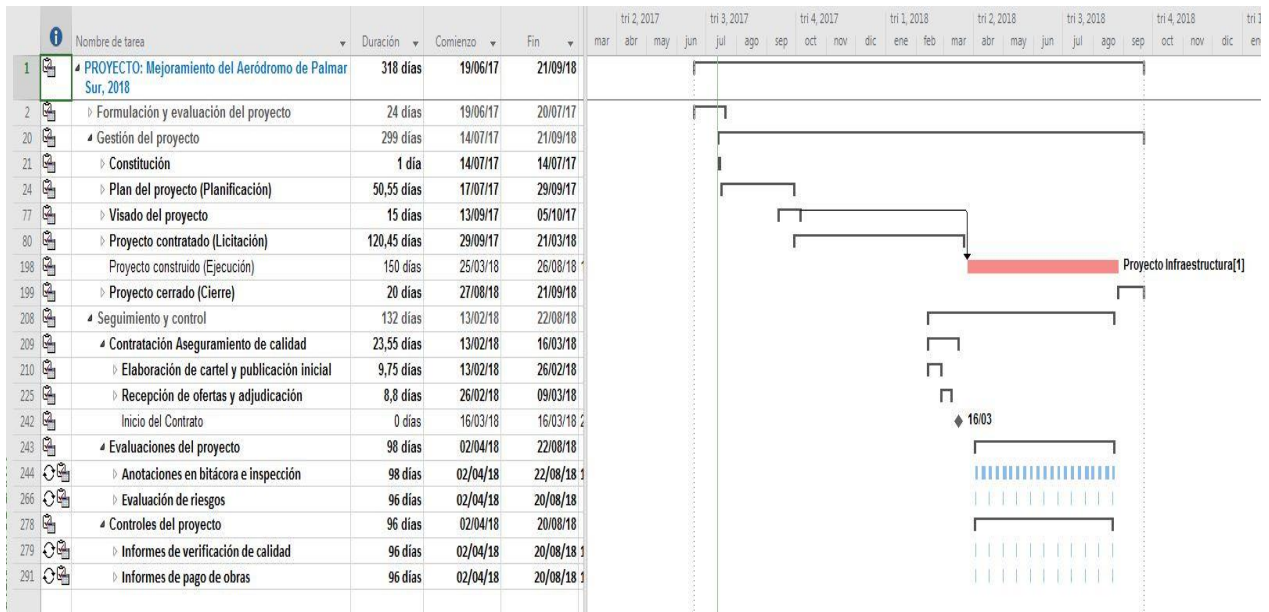 tri 2, 2017 tri 3, 2017 tri 4, 2017 tri 1, 2018 tri 2, 2018 tri 3, 2018 tri 4, 2018 tri 1
Nombre de tarea Duración Comienzo Fin mar abr may jun jul ago sep oct nov dic ene feb mar abr may jun jul ago sep oct nov dic en
1 PROYECTO: Mejoramiento del Aeródromo de Palmar 318 días 19/06/17 21/09/18
Sur, 2018
2 Formulación y evaluación del proyecto 24 días 19/06/17 20/07/17
20 Gestión del proyecto 299 días 14/07/17 21/09/18
21 Constitución 1 día 14/07/17 14/07/17
24 Plan del proyecto (Planificación) 50,55 días 17/07/17 29/09/17
77 Visado del proyecto 15 días 13/09/17 05/10/17
80 Proyecto contratado (Licitación) 120,45 días 29/09/17 21/03/18
198 Proyecto construido (Ejecución) 150 días 25/03/18 26/08/18 1 Proyecto Infraestructura[1]
199 Proyecto cerrado (Cierre) 20 días 27/08/18 21/09/18
208 Seguimiento y control 132 días 13/02/18 22/08/18
209 Contratación Aseguramiento de calidad 23,55 días 13/02/18 16/03/18
210 Elaboración de cartel y publicación inicial 9,75 días 13/02/18 26/02/18
225 Recepción de ofertas y adjudicación 8,8 días 26/02/18 09/03/18
242 Inicio del Contrato 0 días 16/03/18 16/03/18 2 16/03
243 Evaluaciones del proyecto 98 días 02/04/18 22/08/18
244 Anotaciones en bitácora e inspección 98 días 02/04/18 22/08/18 1
266 Evaluación de riesgos 96 días 02/04/18 20/08/18
278 Controles del proyecto 96 días 02/04/18 20/08/18
279 Informes de verificación de calidad 96 días 02/04/18 20/08/18 1
291 Informes de pago de obras 96 días 02/04/18 20/08/18 1